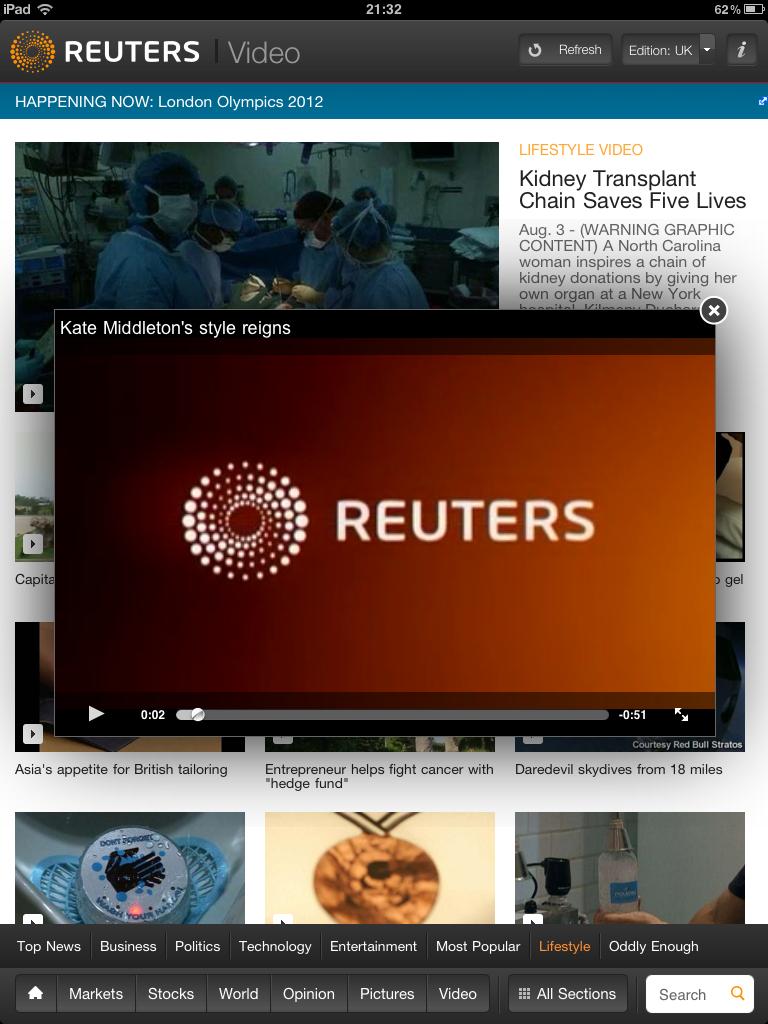 iPad
21:32
62%
REUTERS | Video
Refresh
Edition: UK
i
HAPPENING NOW: London Olympics 2012
LIFESTYLE VIDEO
Kidney Transplant
Chain Saves Five Lives
Aug. 3 - (WARNING GRAPHIC
CONTENT) A North Carolina
woman inspires a chain of
kidney donations by giving her
own organ at a New York
Kate Middleton's style reigns
REUTERS
0:02
-0:51
Capita
gel
Courtesy Red Bull Stratos
Asia's appetite for British tailoring
Entrepreneur helps fight cancer with
"hedge fund"
Daredevil skydives from 18 miles
DON'T FORGET
Top News
Business
Politics
Technology
Entertainment
Most Popular
Lifestyle
Oddly Enough
Markets
Stocks
World
Opinion
Pictures
Video
All Sections
Search